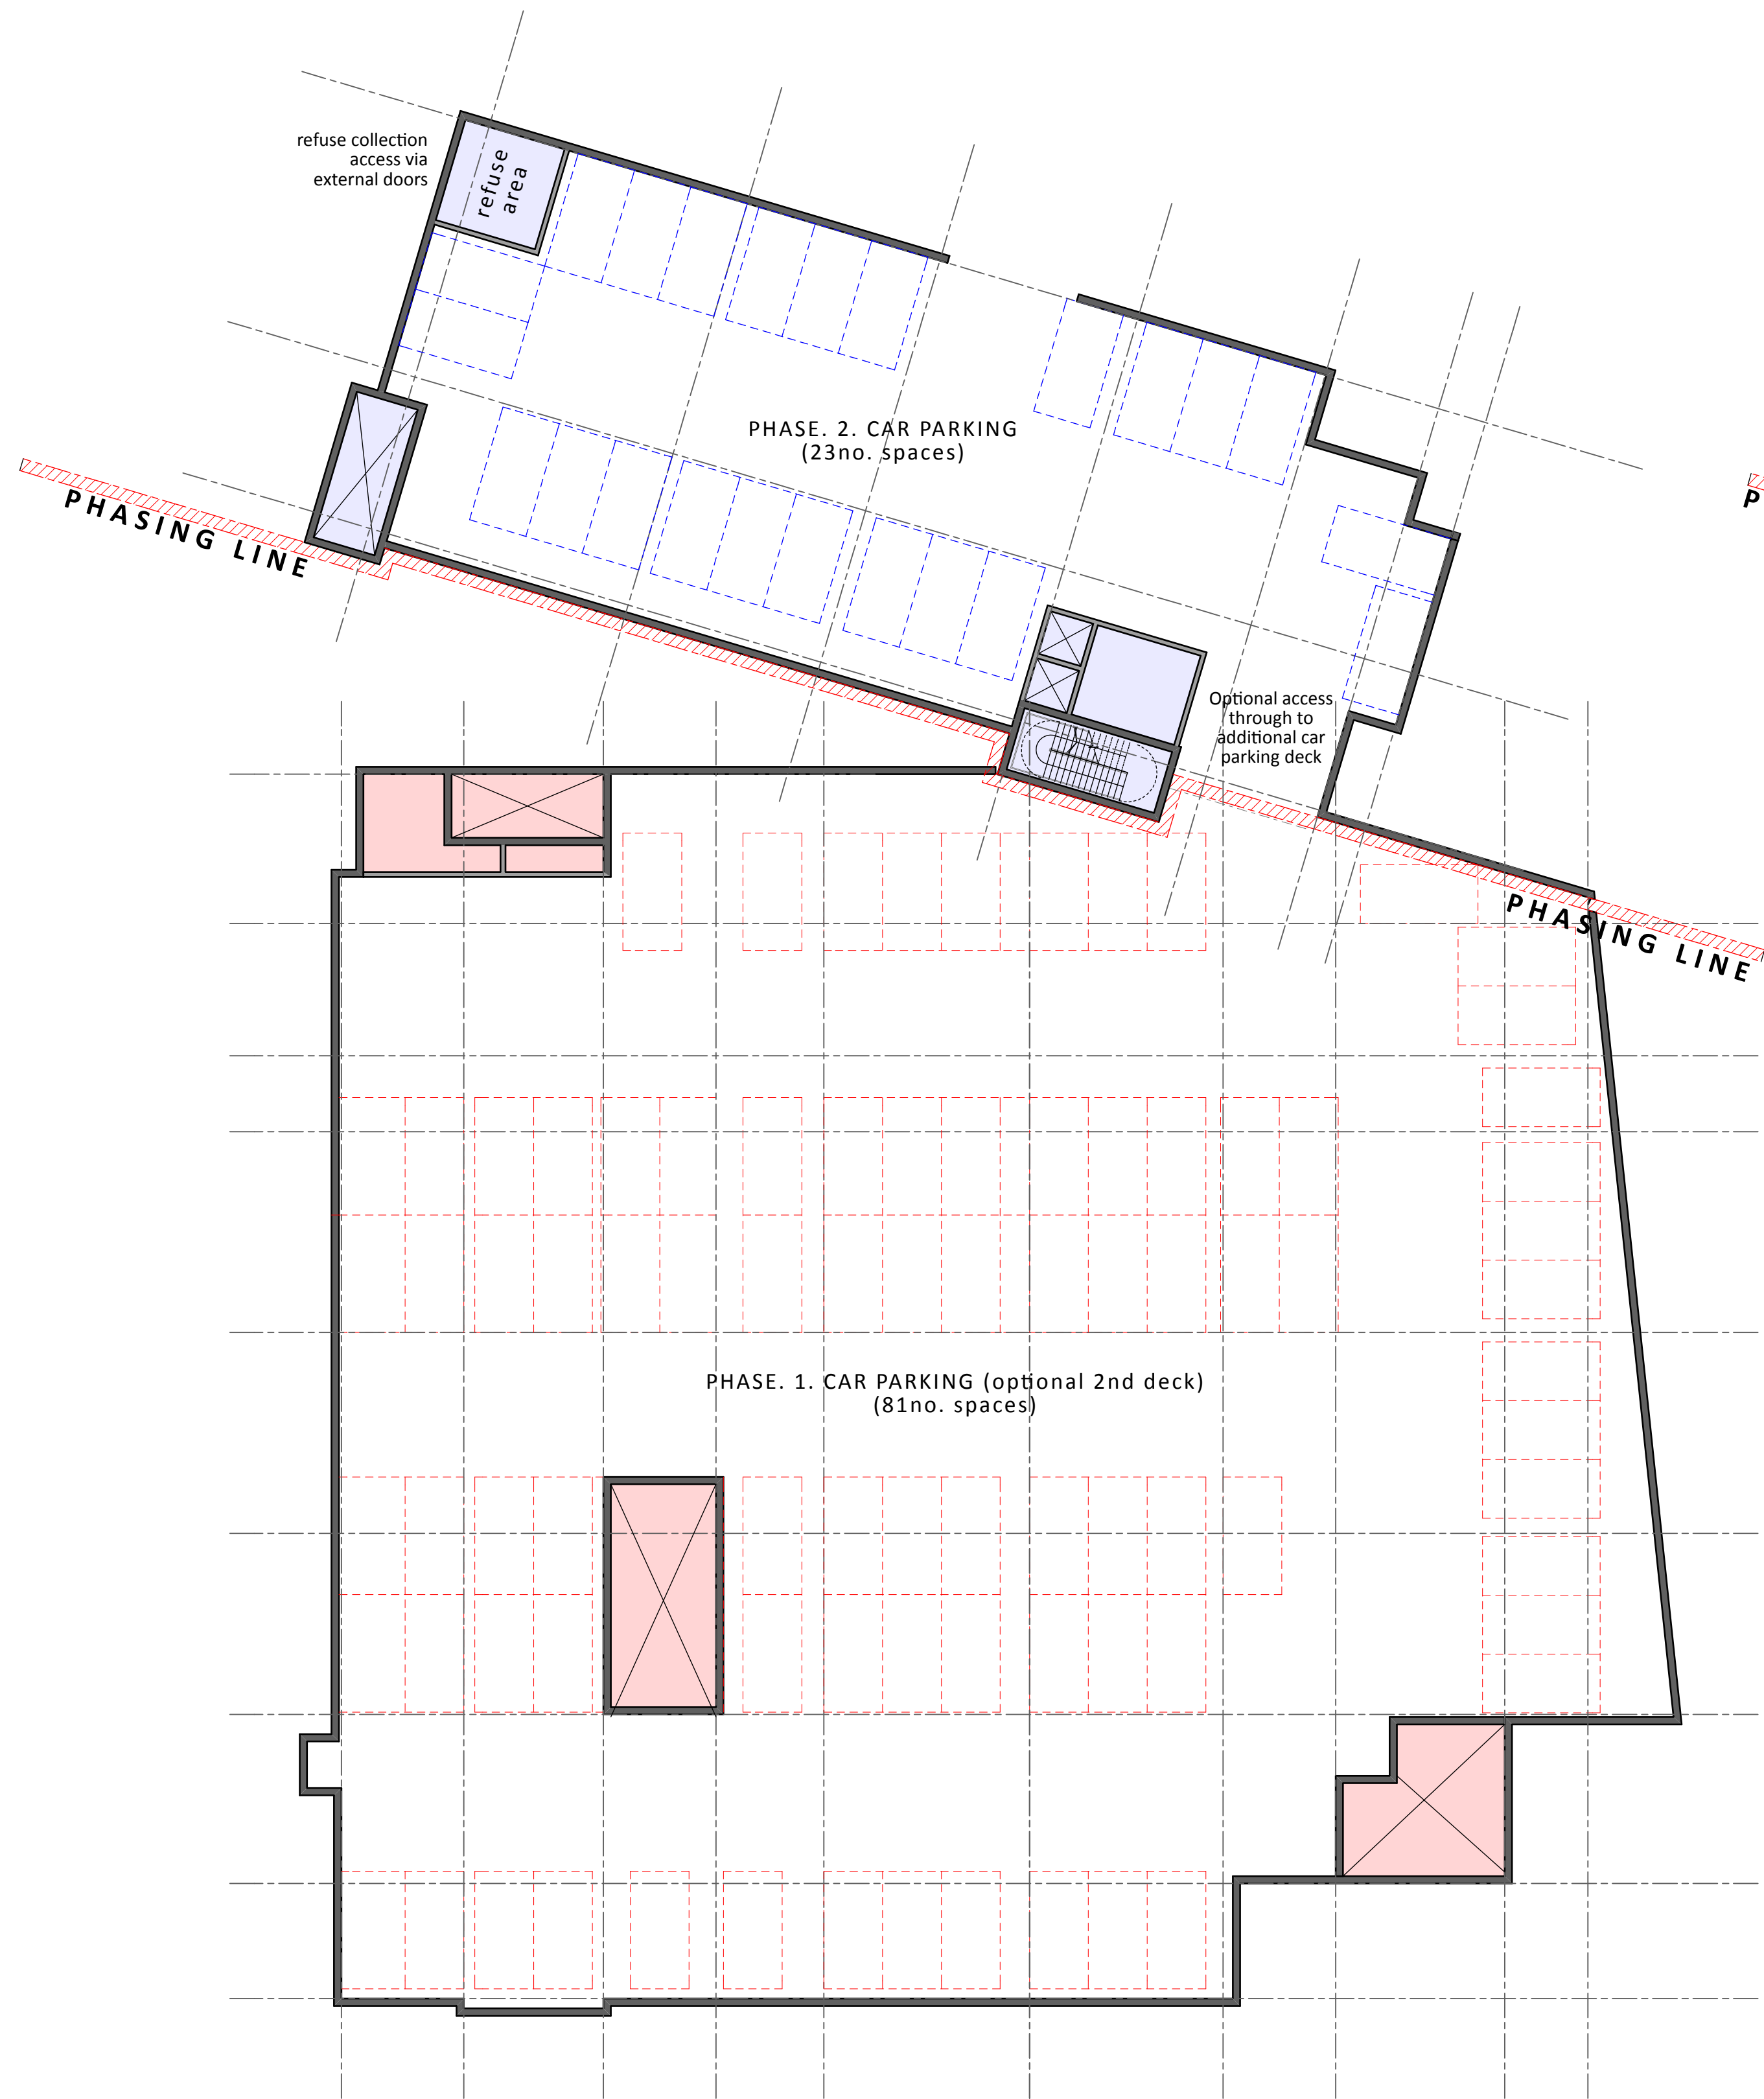 refuse collection
access via
external doors
refuse
area
PHASE. 2. CAR PARKING
(23no. spaces)
PHASING LINE
P
Optional access
through to
additional car
parking deck
PHASING LINE
PHASE. 1. CAR PARKING (optional 2nd deck)
(81no. spaces)